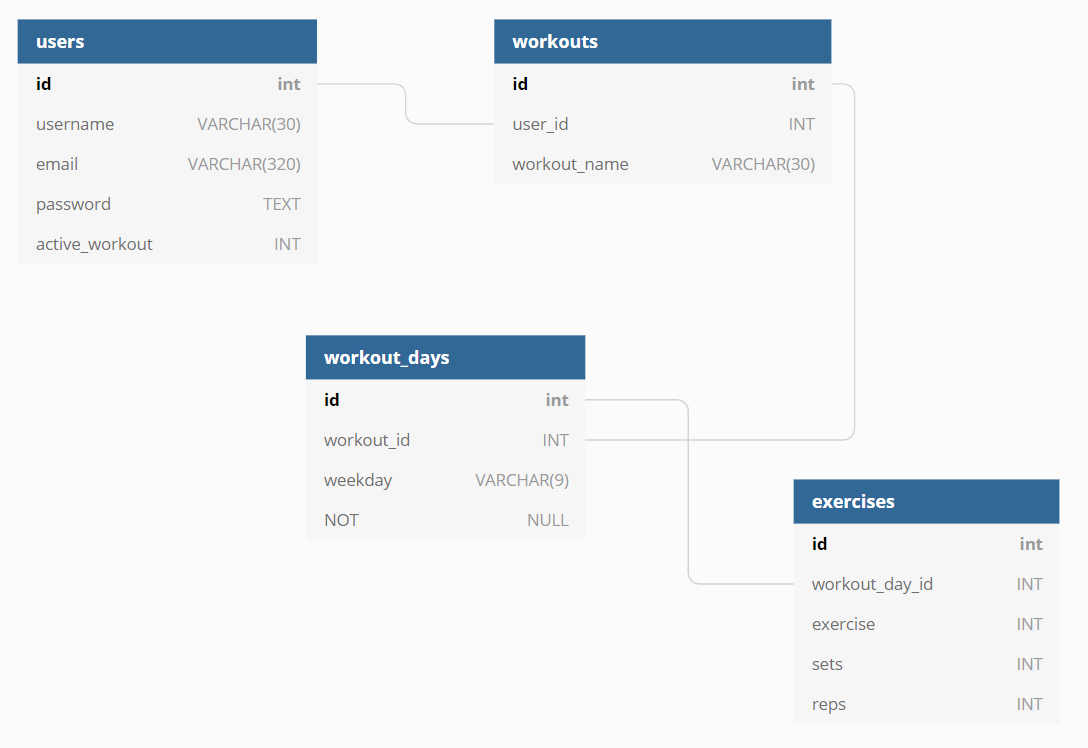 users
id int
username VARCHAR(30)
email VARCHAR(320)
password TEXT
active_workout INT
workouts
id int
user_id INT
workout_name VARCHAR(30)
workout_days
id int
workout_id INT
weekday VARCHAR(9)
NOT NULL
exercises
id int
workout_day_id INT
exercise INT
sets INT
reps INT